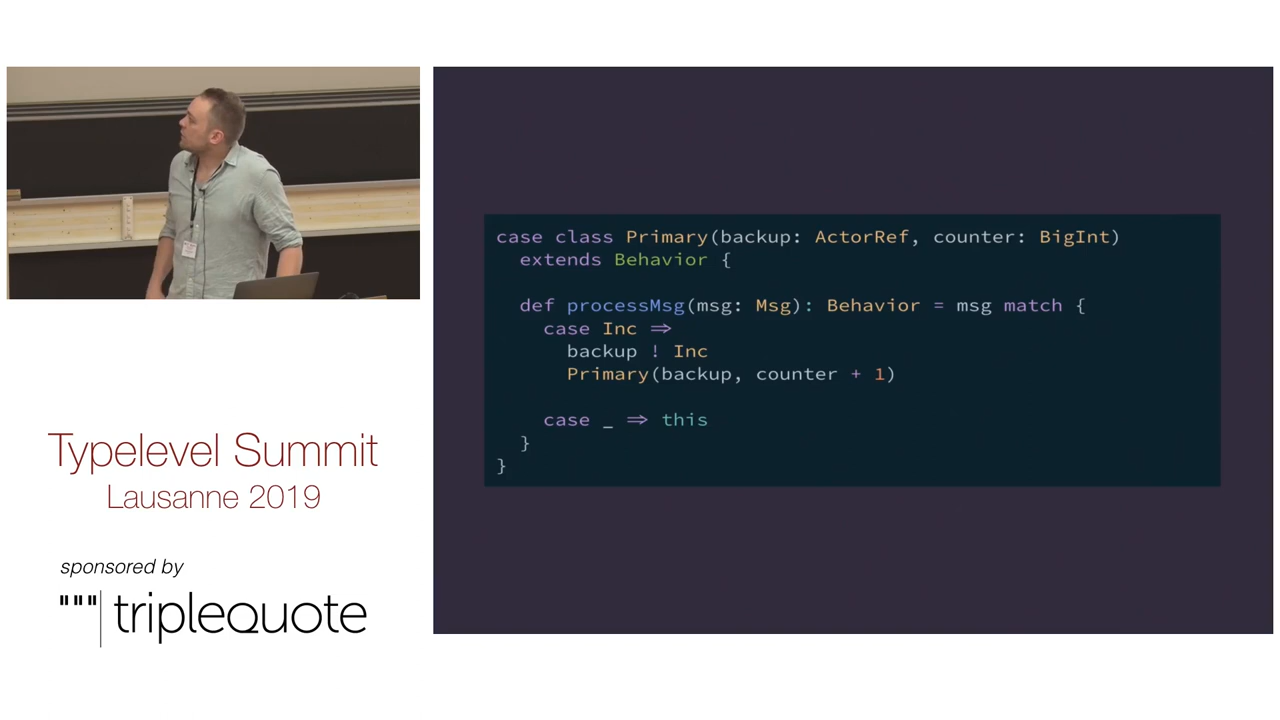 case class Primary(backup: ActorRef, counter: BigInt)
  extends Behavior {

  def processMsg(msg: Msg): Behavior = msg match {
    case Inc ⇒
      backup ! Inc
      Primary(backup, counter + 1)

    case _ ⇒ this
  }
}
Typelevel Summit
Lausanne 2019
sponsored by
"""|triplequote